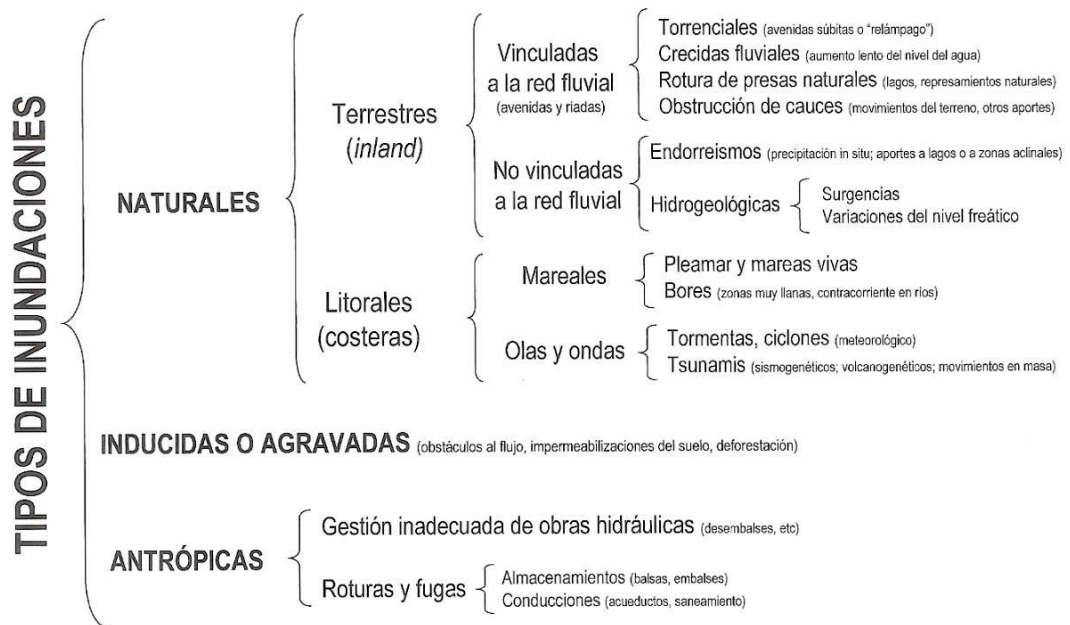 TIPOS DE INUNDACIONES
NATURALES
Terrestres
(inland)
Vinculadas
a la red fluvial
(avenidas y riadas)
Torrenciales (avenidas súbitas o "relámpago")
Crecidas fluviales (aumento lento del nivel del agua)
Rotura de presas naturales (lagos, represamientos naturales)
Obstrucción de cauces (movimientos del terreno, otros aportes)
No vinculadas
a la red fluvial
Endorreismos (precipitación in situ; aportes a lagos o a zonas aclinales)
Hidrogeológicas
Surgencias
Variaciones del nivel freático
Litorales
(costeras)
Mareales
Pleamar y mareas vivas
Bores (zonas muy llanas, contracorriente en ríos)
Olas y ondas
Tormentas, ciclones (meteorológico)
Tsunamis (sismogenéticos; volcanogenéticos; movimientos en masa)
INDUCIDAS O AGRAVADAS (obstáculos al flujo, impermeabilizaciones del suelo, deforestación)
ANTRÓPICAS
Gestión inadecuada de obras hidráulicas (desembalses, etc)
Roturas y fugas
Almacenamientos (balsas, embalses)
Conducciones (acueductos, saneamiento)